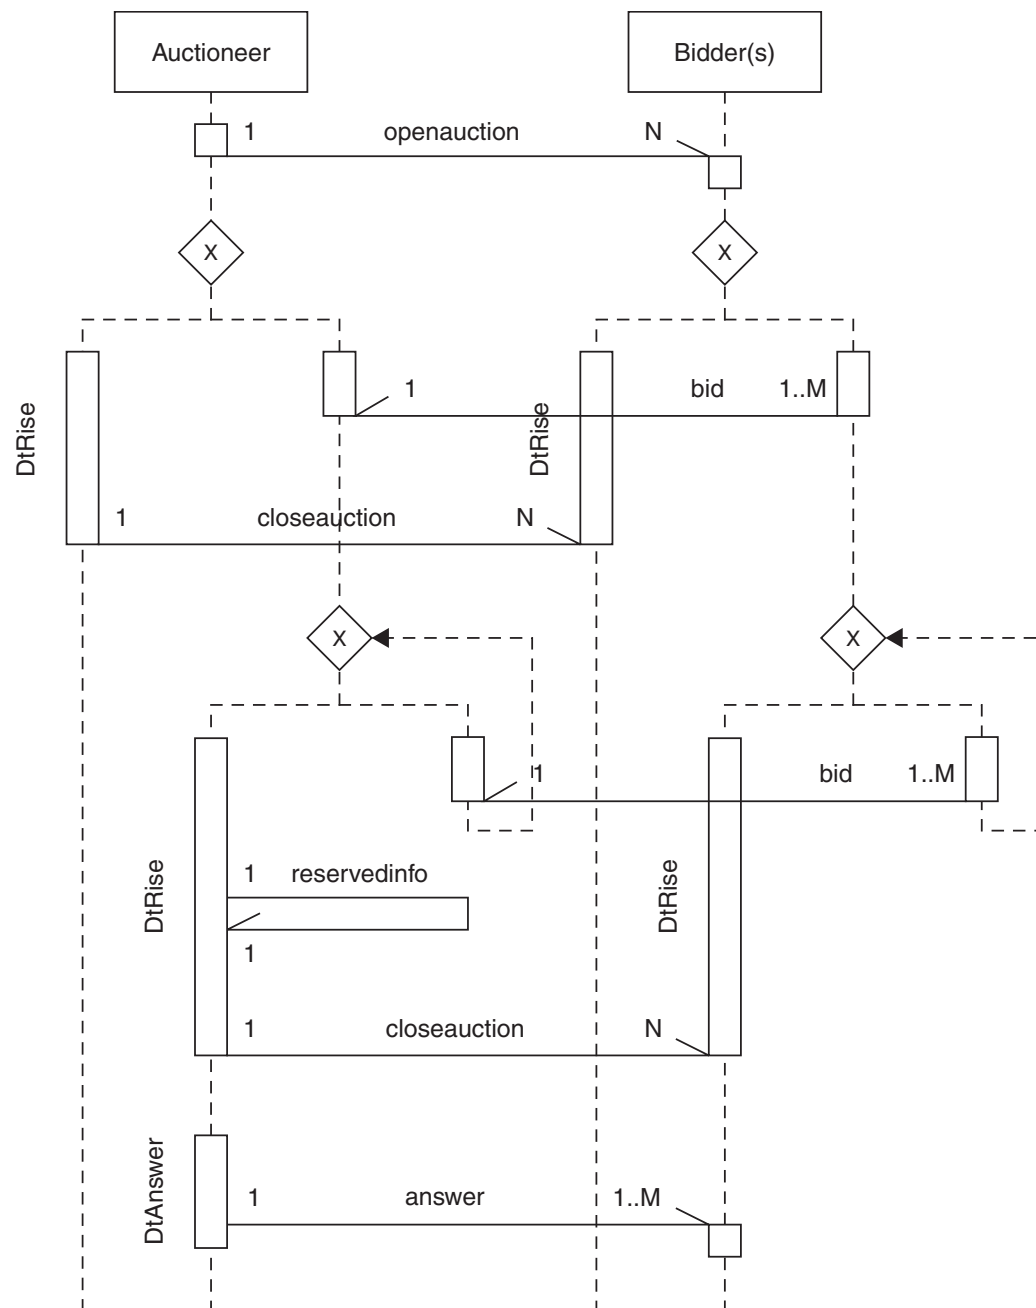 Auctioneer
Bidder(s)
1 openauction N
X
X
1 bid 1..M
DtRise
DtRise
1 closeauction N
X
X
1 bid 1..M
1 reservedinfo
DtRise
DtRise
1
1 closeauction N
DtAnswer
1 answer 1..M